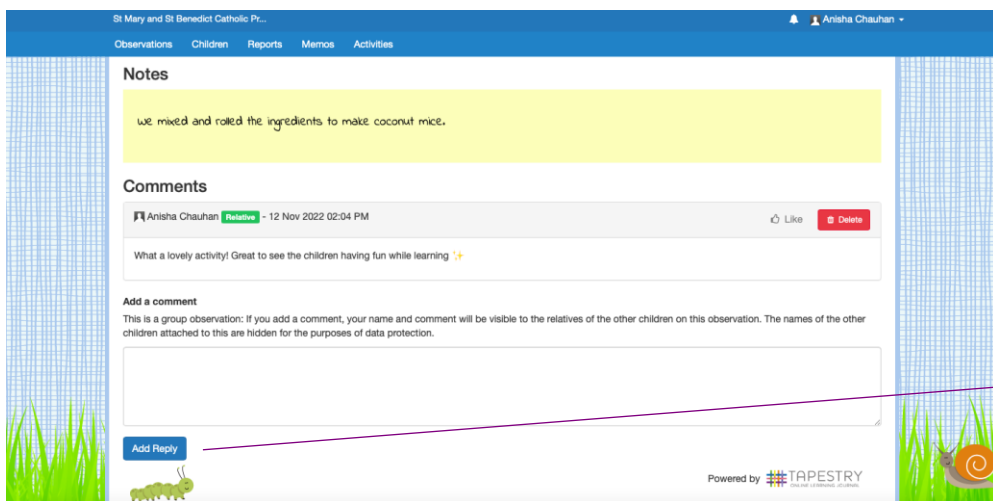 St Mary and St Benedict Catholic Pr...
Anisha Chauhan
Observations Children Reports Memos Activities
Notes
we mixed and rolled the ingredients to make coconut mice.
Comments
Anisha Chauhan Relative - 12 Nov 2022 02:04 PM
Like Delete
What a lovely activity! Great to see the children having fun while learning ✨
Add a comment
This is a group observation: If you add a comment, your name and comment will be visible to the relatives of the other children on this observation. The names of the other
children attached to this are hidden for the purposes of data protection.
Add Reply
Powered by TAPESTRY
ONLINE LEARNING JOURNAL